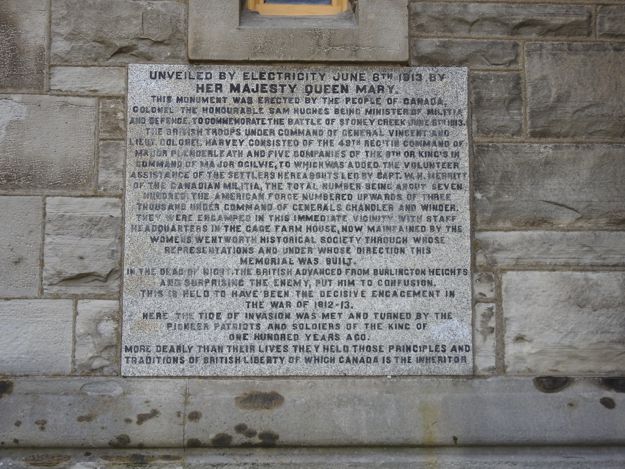 UNVEILED BY ELECTRICITY JUNE 6TH 1913 BY
HER MAJESTY QUEEN MARY.
THIS MONUMENT WAS ERECTED BY THE PEOPLE OF CANADA,
COLONEL THE HONOURABLE SAM HUGHES BEING MINISTER OF MILITIA
AND DEFENCE, TO COMMEMORATE THE BATTLE OF STONEY CREEK JUNE 6TH 1813.
THE BRITISH TROOPS UNDER COMMAND OF GENERAL VINCENT AND
LIEUT. COLONEL HARVEY CONSISTED OF THE 49TH REG'T IN COMMAND OF
MAJOR PLENDERLEATH AND FIVE COMPANIES OF THE 8TH OR KING'S IN
COMMAND OF MAJOR OGILVIE, TO WHICH WAS ADDED THE VOLUNTEER
ASSISTANCE OF THE SETTLERS HEREABOUTS LED BY CAPT. W.H. MERRITT
OF THE CANADIAN MILITIA, THE TOTAL NUMBER BEING ABOUT SEVEN
HUNDRED. THE AMERICAN FORCE NUMBERED UPWARDS OF THREE
THOUSAND UNDER COMMAND OF GENERALS CHANDLER AND WINDER.
THEY WERE ENCAMPED IN THIS IMMEDIATE VICINITY WITH STAFF
HEADQUARTERS IN THE GAGE FARM HOUSE, NOW MAINTAINED BY THE
WOMENS WENTWORTH HISTORICAL SOCIETY THROUGH WHOSE
REPRESENTATIONS AND UNDER WHOSE DIRECTION THIS
MEMORIAL WAS BUILT.
IN THE DEAD OF NIGHT, THE BRITISH ADVANCED FROM BURLINGTON HEIGHTS
AND SURPRISING THE ENEMY, PUT HIM TO CONFUSION.
THIS IS HELD TO HAVE BEEN THE DECISIVE ENGAGEMENT IN
THE WAR OF 1812-13.
HERE THE TIDE OF INVASION WAS MET AND TURNED BY THE
PIONEER PATRIOTS AND SOLDIERS OF THE KING OF
ONE HUNDRED YEARS AGO.
MORE DEARLY THAN THEIR LIVES THEY HELD THOSE PRINCIPLES AND
TRADITIONS OF BRITISH LIBERTY OF WHICH CANADA IS THE INHERITOR